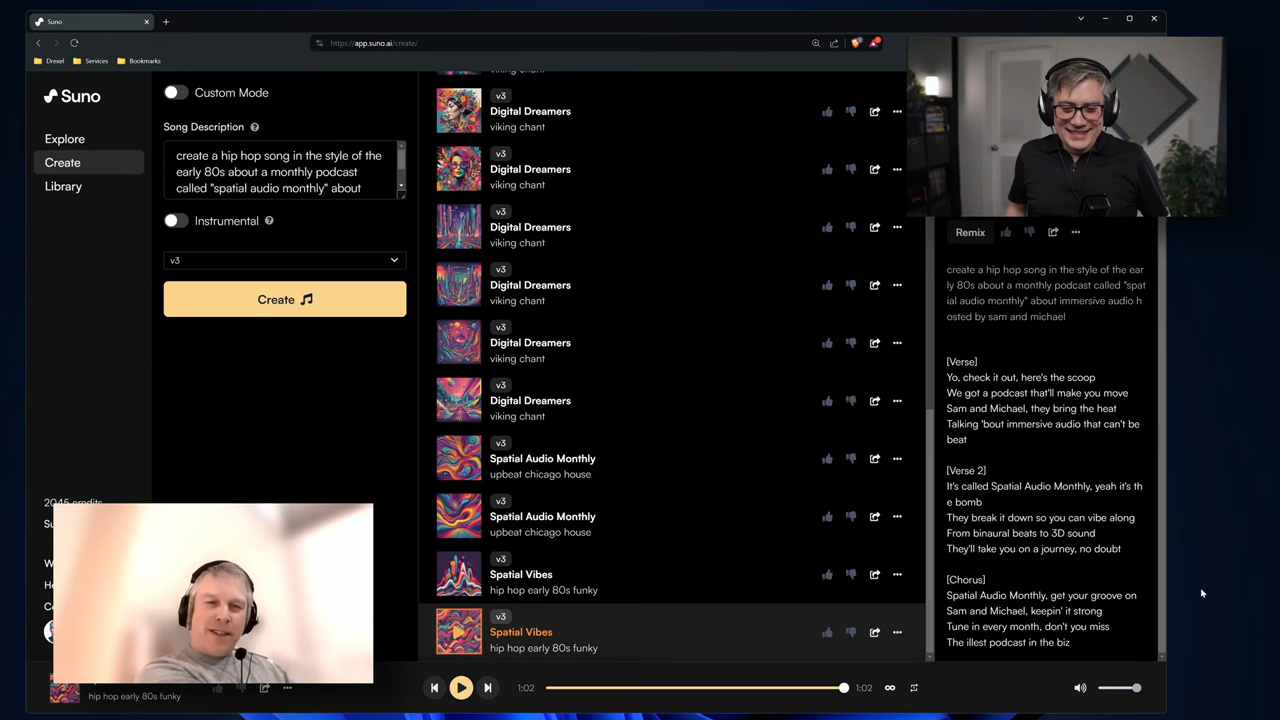 Suno
https://app.suno.ai/create/
Drexel
Services
Bookmarks
Suno
Explore
Create
Library
2045 credits
Custom Mode
Song Description
create a hip hop song in the style of the
early 80s about a monthly podcast
called "spatial audio monthly" about
Instrumental
v3
Create
viking chant
v3
Digital Dreamers
viking chant
v3
Digital Dreamers
viking chant
v3
Digital Dreamers
viking chant
v3
Digital Dreamers
viking chant
v3
Digital Dreamers
viking chant
v3
Digital Dreamers
viking chant
v3
Spatial Audio Monthly
upbeat chicago house
v3
Spatial Audio Monthly
upbeat chicago house
v3
Spatial Vibes
hip hop early 80s funky
v3
Spatial Vibes
hip hop early 80s funky
Remix
create a hip hop song in the style of the ear
ly 80s about a monthly podcast called "spat
ial audio monthly" about immersive audio h
osted by sam and michael
[Verse]
Yo, check it out, here's the scoop
We got a podcast that'll make you move
Sam and Michael, they bring the heat
Talking 'bout immersive audio that can't be
beat
[Verse 2]
It's called Spatial Audio Monthly, yeah it's th
e bomb
They break it down so you can vibe along
From binaural beats to 3D sound
They'll take you on a journey, no doubt
[Chorus]
Spatial Audio Monthly, get your groove on
Sam and Michael, keepin' it strong
Tune in every month, don't you miss
The illest podcast in the biz
hip hop early 80s funky
1:02
1:02